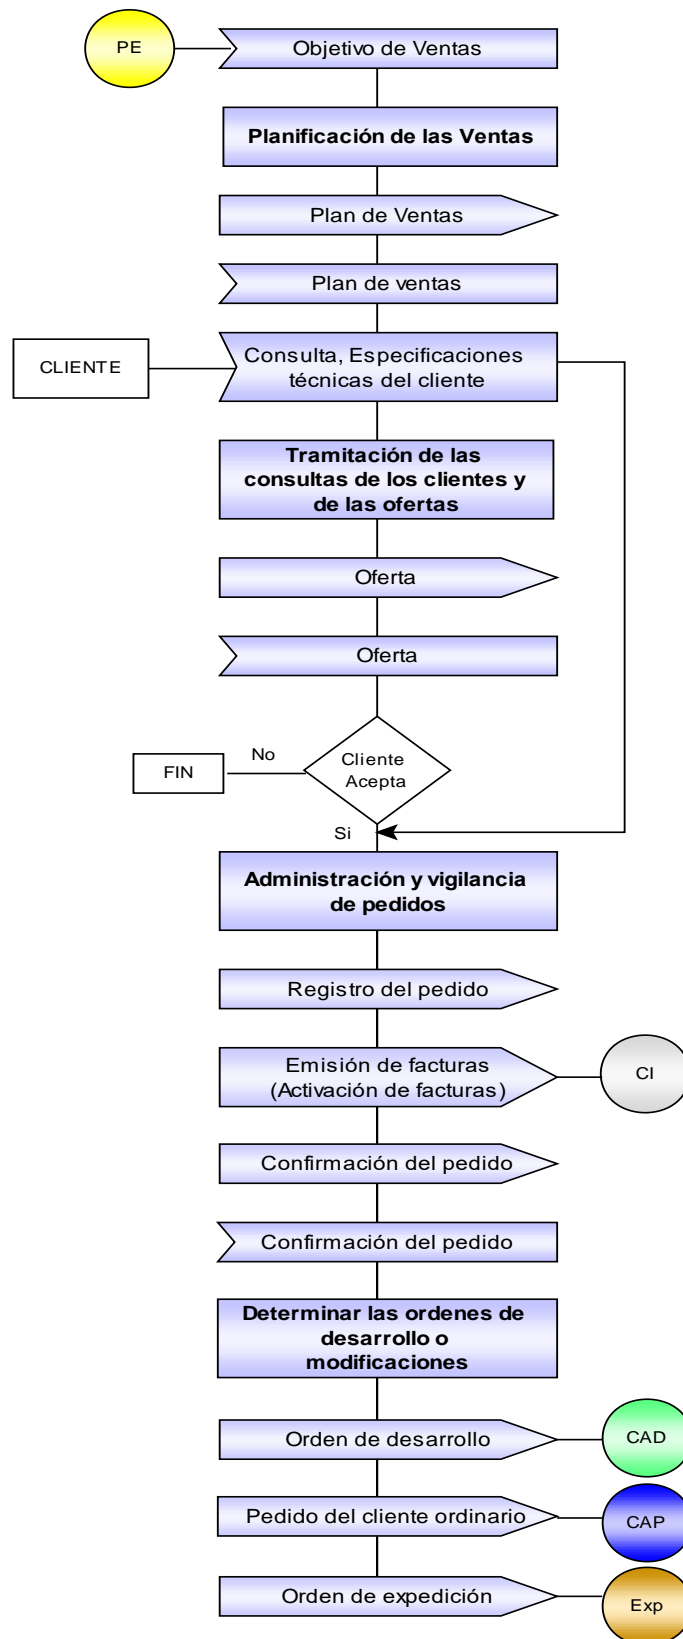 PE
Objetivo de Ventas
Planificación de las Ventas
Plan de Ventas
Plan de ventas
CLIENTE
Consulta, Especificaciones
técnicas del cliente
Tramitación de las
consultas de los clientes y
de las ofertas
Oferta
Oferta
FIN
No
Cliente
Acepta
Si
Administración y vigilancia
de pedidos
Registro del pedido
Emisión de facturas
(Activación de facturas)
CI
Confirmación del pedido
Confirmación del pedido
Determinar las ordenes de
desarrollo o
modificaciones
Orden de desarrollo
CAD
Pedido del cliente ordinario
CAP
Orden de expedición
Exp